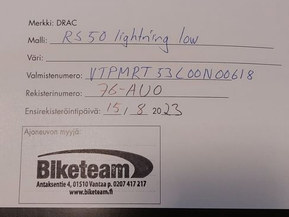 Merkki: DRAC
Malli: RS 50 lightning low
Väri:
Valmistenumero: VTPMRT53L00N00618
Rekisterinumero: 76-AUO
Ensirekisteröintipäivä: 15, 8 2023
Ajoneuvon myyjä:
Biketeam
Antaksentie 4, 01510 Vantaa p. 0207 417 217
www.biketeam.fi